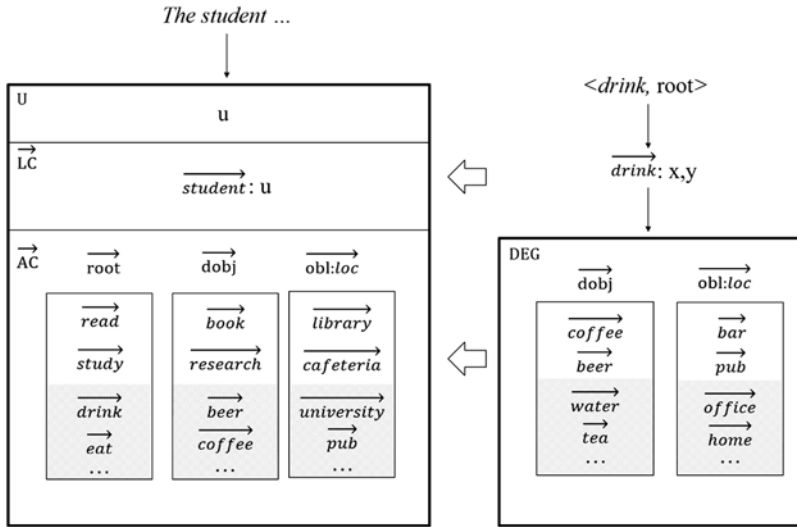 The student ...
U
u
LC
student: u
AC
root
dobj
obl:loc
read
study
drink
eat
...
book
research
beer
coffee
...
library
cafeteria
university
pub
...
<drink, root>
drink: x,y
DEG
dobj
obl:loc
coffee
beer
water
tea
...
bar
pub
office
home
...